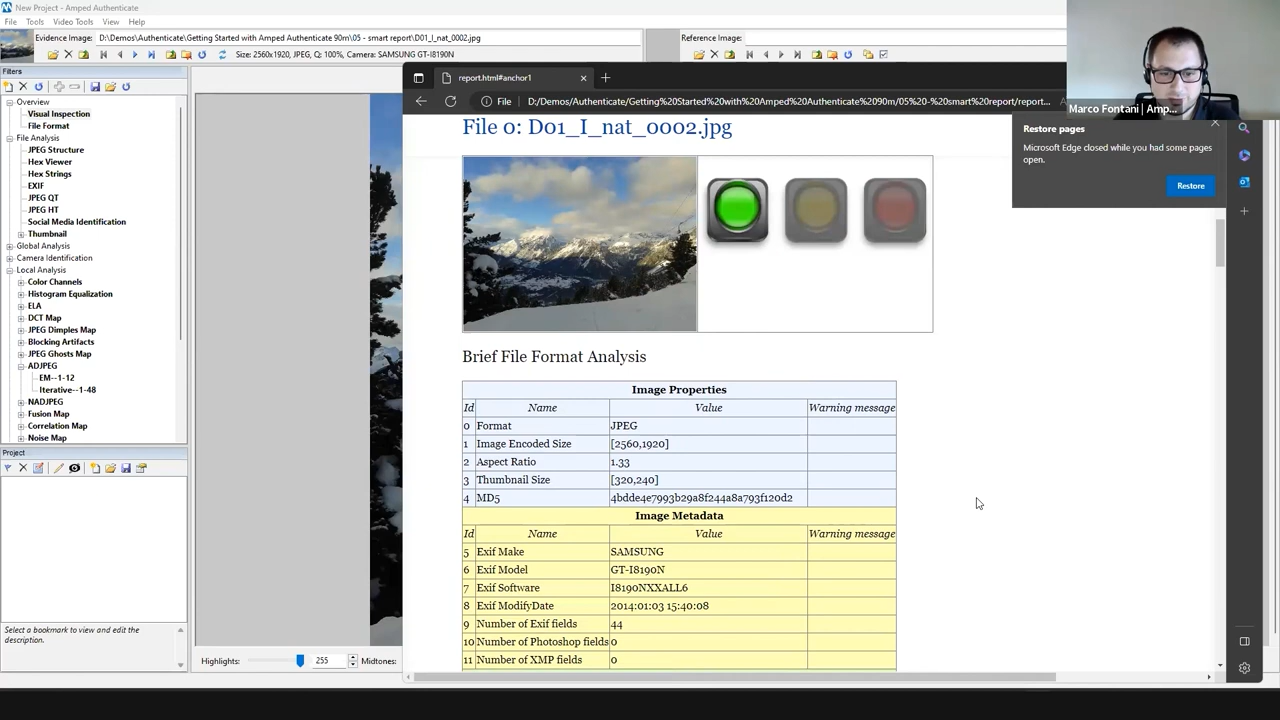 New Project - Amped Authenticate
File Tools Video Tools View Help
Evidence Image: D:\Demos\Authenticate\Getting Started with Amped Authenticate 90m\05 - smart report\D01_I_nat_0002.jpg
Reference Image:
Size: 2560x1920, JPEG, Q: 100%, Camera: SAMSUNG GT-I8190N
Filters
Overview
Visual Inspection
File Format
File Analysis
JPEG Structure
Hex Viewer
Hex Strings
EXIF
JPEG QT
JPEG HT
Social Media Identification
Thumbnail
Global Analysis
Camera Identification
Local Analysis
Color Channels
Histogram Equalization
ELA
DCT Map
JPEG Dimples Map
Blocking Artifacts
JPEG Ghosts Map
ADJPEG
EM--1-12
Iterative--1-48
NADJPEG
Fusion Map
Correlation Map
Noise Map
Project
Select a bookmark to view and edit the
description.
Highlights: 255 Midtones:
report.html#anchor1
File D:/Demos/Authenticate/Getting%20Started%20with%20Amped%20Authenticate%2090m/05%20-%20smart%20report/report...
File 0: D01_I_nat_0002.jpg
Brief File Format Analysis
Image Properties
Id Name Value Warning message
0 Format JPEG
1 Image Encoded Size [2560,1920]
2 Aspect Ratio 1.33
3 Thumbnail Size [320,240]
4 MD5 4bdde4e7993b29a8f244a8a793f120d2
Image Metadata
Id Name Value Warning message
5 Exif Make SAMSUNG
6 Exif Model GT-I8190N
7 Exif Software I8190NXXALL6
8 Exif ModifyDate 2014:01:03 15:40:08
9 Number of Exif fields 44
10 Number of Photoshop fields 0
11 Number of XMP fields 0
Marco Fontani | Amp...
Restore pages
Microsoft Edge closed while you had some pages
open.
Restore